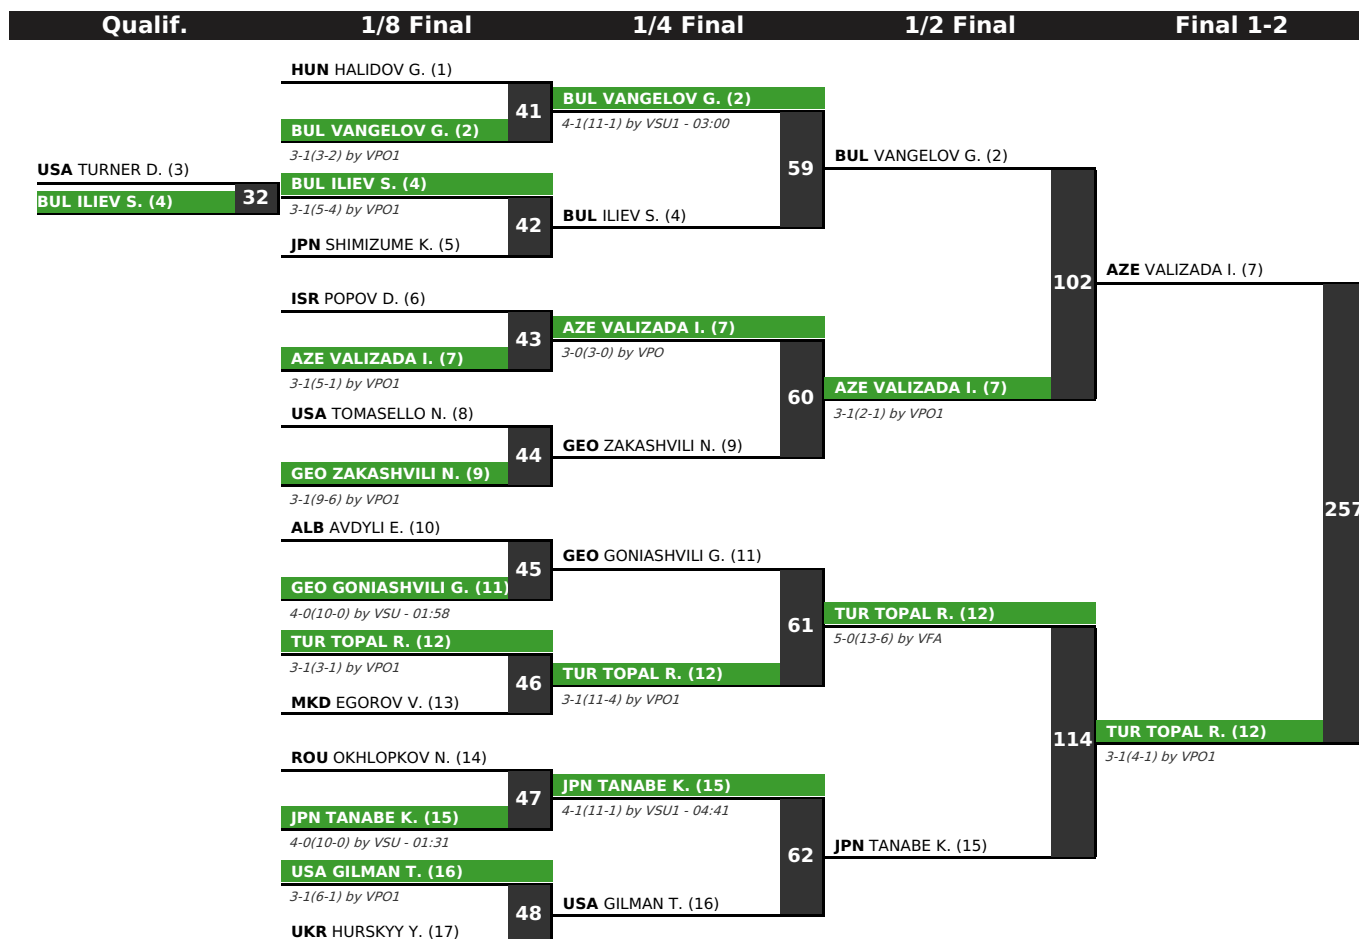 Qualif.
1/8 Final
1/4 Final
1/2 Final
Final 1-2
USA TURNER D. (3)
BUL ILIEV S. (4)
32
HUN HALIDOV G. (1)
41
BUL VANGELOV G. (2)
3-1(3-2) by VPO1
BUL ILIEV S. (4)
3-1(5-4) by VPO1
42
JPN SHIMIZUME K. (5)
ISR POPOV D. (6)
43
AZE VALIZADA I. (7)
3-1(5-1) by VPO1
USA TOMASELLO N. (8)
44
GEO ZAKASHVILI N. (9)
3-1(9-6) by VPO1
ALB AVDYLI E. (10)
45
GEO GONIASHVILI G. (11)
4-0(10-0) by VSU - 01:58
TUR TOPAL R. (12)
3-1(3-1) by VPO1
46
MKD EGOROV V. (13)
ROU OKHLOPKOV N. (14)
47
JPN TANABE K. (15)
4-0(10-0) by VSU - 01:31
USA GILMAN T. (16)
3-1(6-1) by VPO1
48
UKR HURSKYY Y. (17)
BUL VANGELOV G. (2)
4-1(11-1) by VSU1 - 03:00
59
BUL ILIEV S. (4)
AZE VALIZADA I. (7)
3-0(3-0) by VPO
60
GEO ZAKASHVILI N. (9)
GEO GONIASHVILI G. (11)
61
TUR TOPAL R. (12)
3-1(11-4) by VPO1
JPN TANABE K. (15)
4-1(11-1) by VSU1 - 04:41
62
USA GILMAN T. (16)
BUL VANGELOV G. (2)
102
AZE VALIZADA I. (7)
3-1(2-1) by VPO1
TUR TOPAL R. (12)
5-0(13-6) by VFA
114
JPN TANABE K. (15)
AZE VALIZADA I. (7)
257
TUR TOPAL R. (12)
3-1(4-1) by VPO1